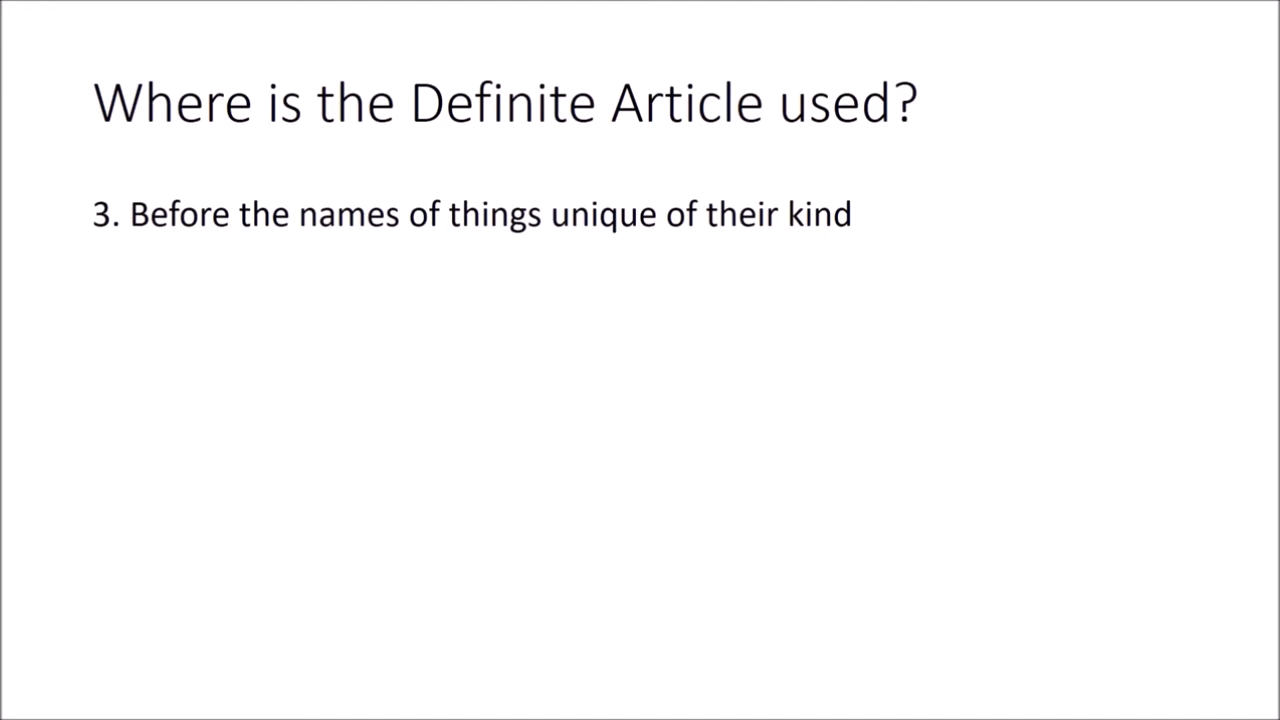 Where is the Definite Article used?
3. Before the names of things unique of their kind